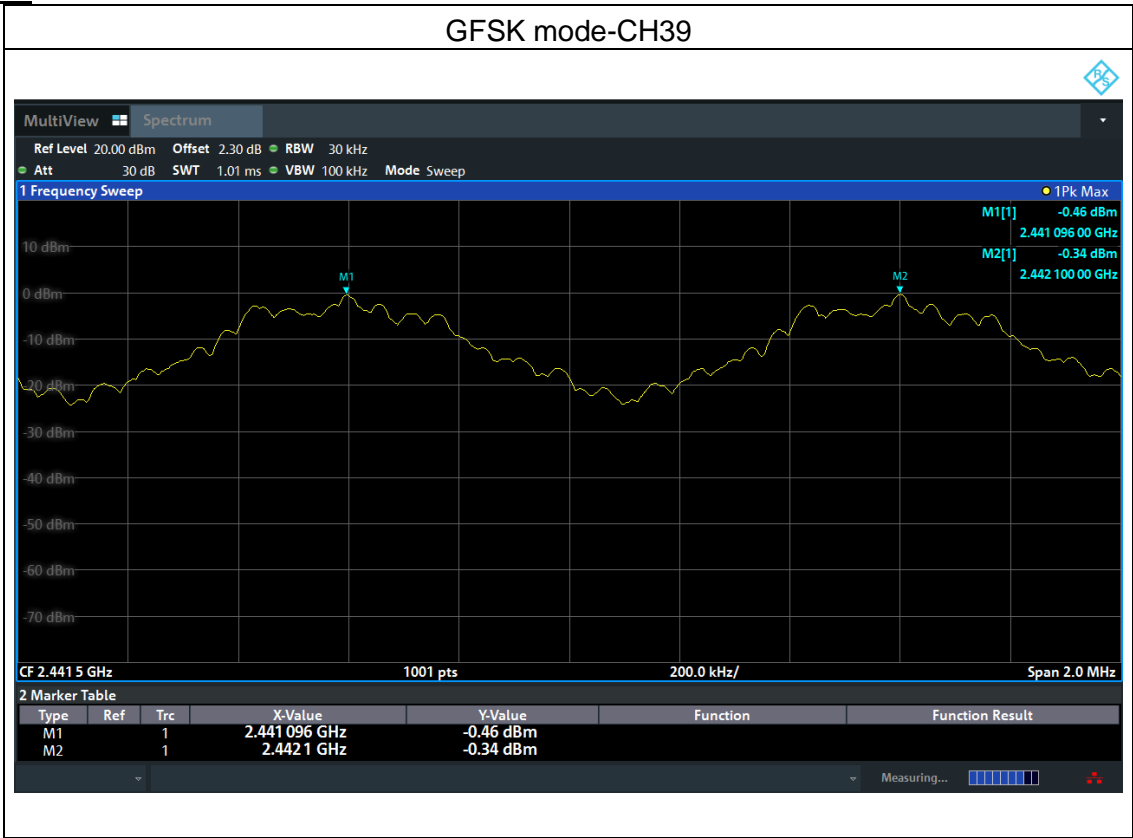 GFSK mode-CH39
R S
MultiView Spectrum
Ref Level 20.00 dBm Offset 2.30 dB RBW 30 kHz
Att 30 dB SWT 1.01 ms VBW 100 kHz Mode Sweep
1 Frequency Sweep 1Pk Max
M1[1] -0.46 dBm
2.441 096 00 GHz
10 dBm M2[1] -0.34 dBm
2.442 100 00 GHz
M1 M2
0 dBm
-10 dBm
-20 dBm
-30 dBm
-40 dBm
-50 dBm
-60 dBm
-70 dBm
CF 2.441 5 GHz 1001 pts 200.0 kHz/ Span 2.0 MHz
2 Marker Table
Type Ref Trc X-Value Y-Value Function Function Result
M1 1 2.441 096 GHz -0.46 dBm
M2 1 2.442 1 GHz -0.34 dBm
Measuring...